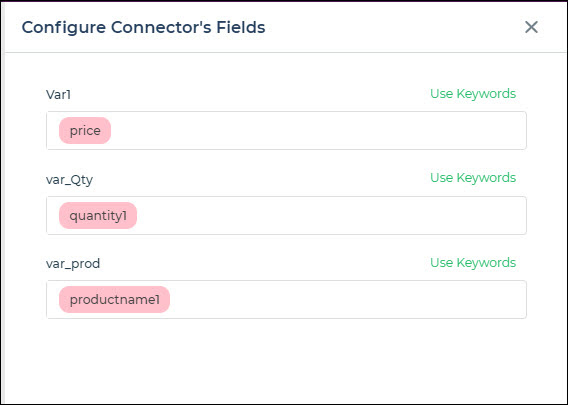 Configure Connector's Fields
Var1 Use Keywords
price
var_Qty Use Keywords
quantity1
var_prod Use Keywords
productname1